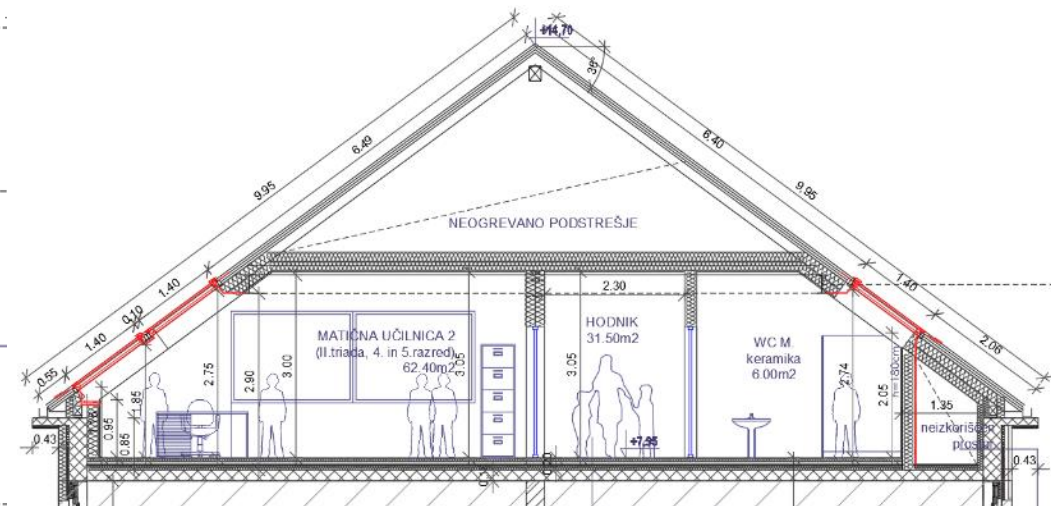 +14,70
36°
6.49
6.40
9.95
9.95
NEOGREVANO PODSTREŠJE
1.40
0.10
1.40
0.55
1.40
2.06
2.30
MATIČNA UČILNICA 2
(II.triada, 4. in 5.razred)
62.40m2
HODNIK
31.50m2
WC M.
keramika
6.00m2
2.75
2.90
3.00
3.05
3.05
2.74
2.05
h=180cm
1.85
0.95
0.85
1.35
neizkoriščen
prostor
+7,95
0.43
0.43